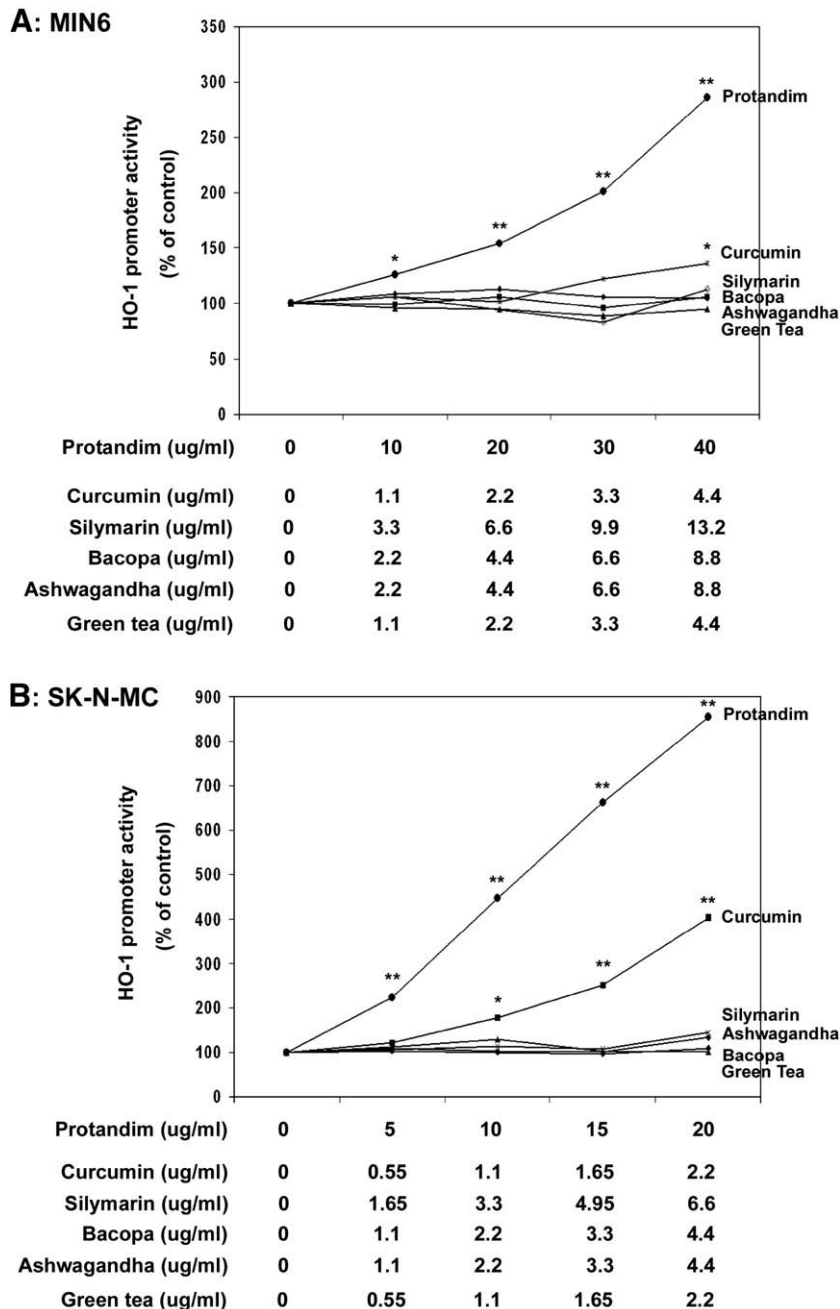 A: MIN6
350
300
250
200
150
100
50
0
HO-1 promoter activity
(% of control)
* ** ** **
Protandim
*
Curcumin
Silymarin
Bacopa
Ashwagandha
Green Tea
Protandim (ug/ml) 0 10 20 30 40
Curcumin (ug/ml) 0 1.1 2.2 3.3 4.4
Silymarin (ug/ml) 0 3.3 6.6 9.9 13.2
Bacopa (ug/ml) 0 2.2 4.4 6.6 8.8
Ashwagandha (ug/ml) 0 2.2 4.4 6.6 8.8
Green tea (ug/ml) 0 1.1 2.2 3.3 4.4
B: SK-N-MC
900
800
700
600
500
400
300
200
100
0
HO-1 promoter activity
(% of control)
** ** ** **
Protandim
* ** **
Curcumin
Silymarin
Ashwagandha
Bacopa
Green Tea
Protandim (ug/ml) 0 5 10 15 20
Curcumin (ug/ml) 0 0.55 1.1 1.65 2.2
Silymarin (ug/ml) 0 1.65 3.3 4.95 6.6
Bacopa (ug/ml) 0 1.1 2.2 3.3 4.4
Ashwagandha (ug/ml) 0 1.1 2.2 3.3 4.4
Green tea (ug/ml) 0 0.55 1.1 1.65 2.2